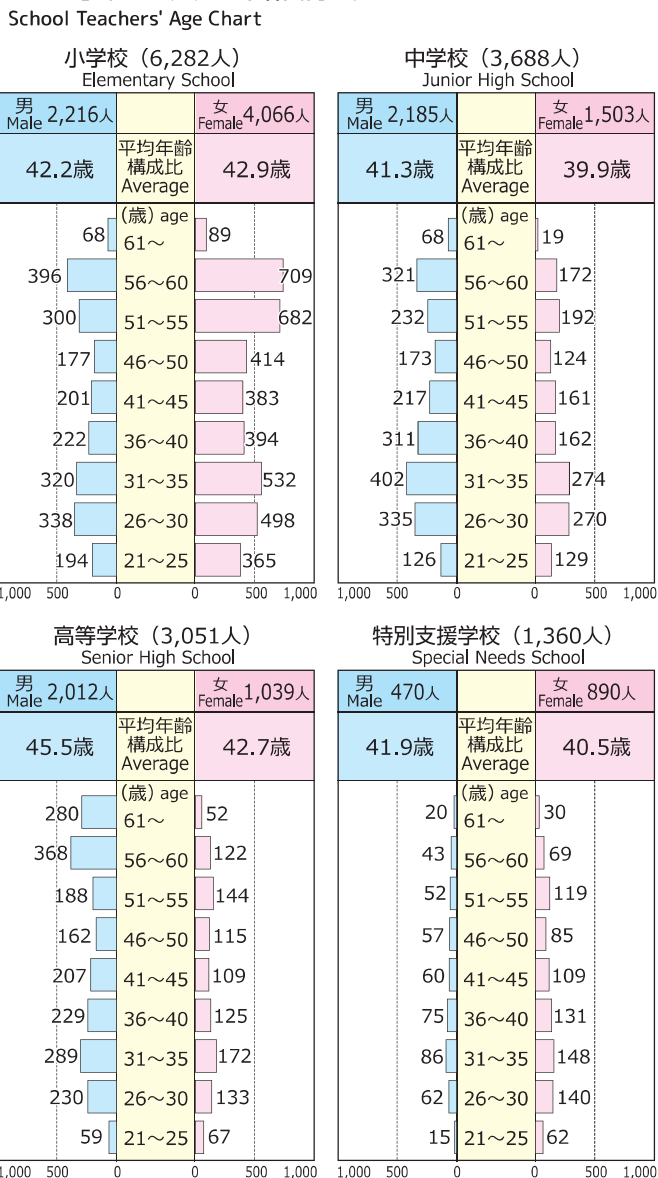 School Teachers' Age Chart
小学校（6,282人）
Elementary School
男 Male 2,216人 女 Female 4,066人
42.2歳 平均年齢 構成比 Average 42.9歳
（歳）age
68 61〜 89
396 56〜60 709
300 51〜55 682
177 46〜50 414
201 41〜45 383
222 36〜40 394
320 31〜35 532
338 26〜30 498
194 21〜25 365
1,000 500 0 0 500 1,000
中学校（3,688人）
Junior High School
男 Male 2,185人 女 Female 1,503人
41.3歳 平均年齢 構成比 Average 39.9歳
（歳）age
68 61〜 19
321 56〜60 172
232 51〜55 192
173 46〜50 124
217 41〜45 161
311 36〜40 162
402 31〜35 274
335 26〜30 270
126 21〜25 129
1,000 500 0 0 500 1,000
高等学校（3,051人）
Senior High School
男 Male 2,012人 女 Female 1,039人
45.5歳 平均年齢 構成比 Average 42.7歳
（歳）age
280 61〜 52
368 56〜60 122
188 51〜55 144
162 46〜50 115
207 41〜45 109
229 36〜40 125
289 31〜35 172
230 26〜30 133
59 21〜25 67
1,000 500 0 0 500 1,000
特別支援学校（1,360人）
Special Needs School
男 Male 470人 女 Female 890人
41.9歳 平均年齢 構成比 Average 40.5歳
（歳）age
20 61〜 30
43 56〜60 69
52 51〜55 119
57 46〜50 85
60 41〜45 109
75 36〜40 131
86 31〜35 148
62 26〜30 140
15 21〜25 62
1,000 500 0 0 500 1,000